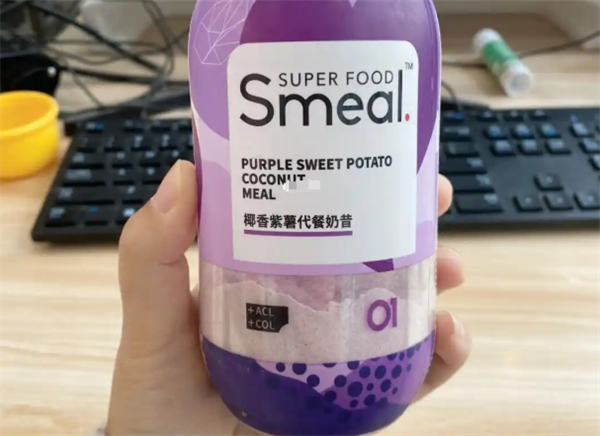 SUPER FOOD
Smeal.™
PURPLE SWEET POTATO
COCONUT
MEAL
椰香紫薯代餐奶昔
+ACL
+COL
01